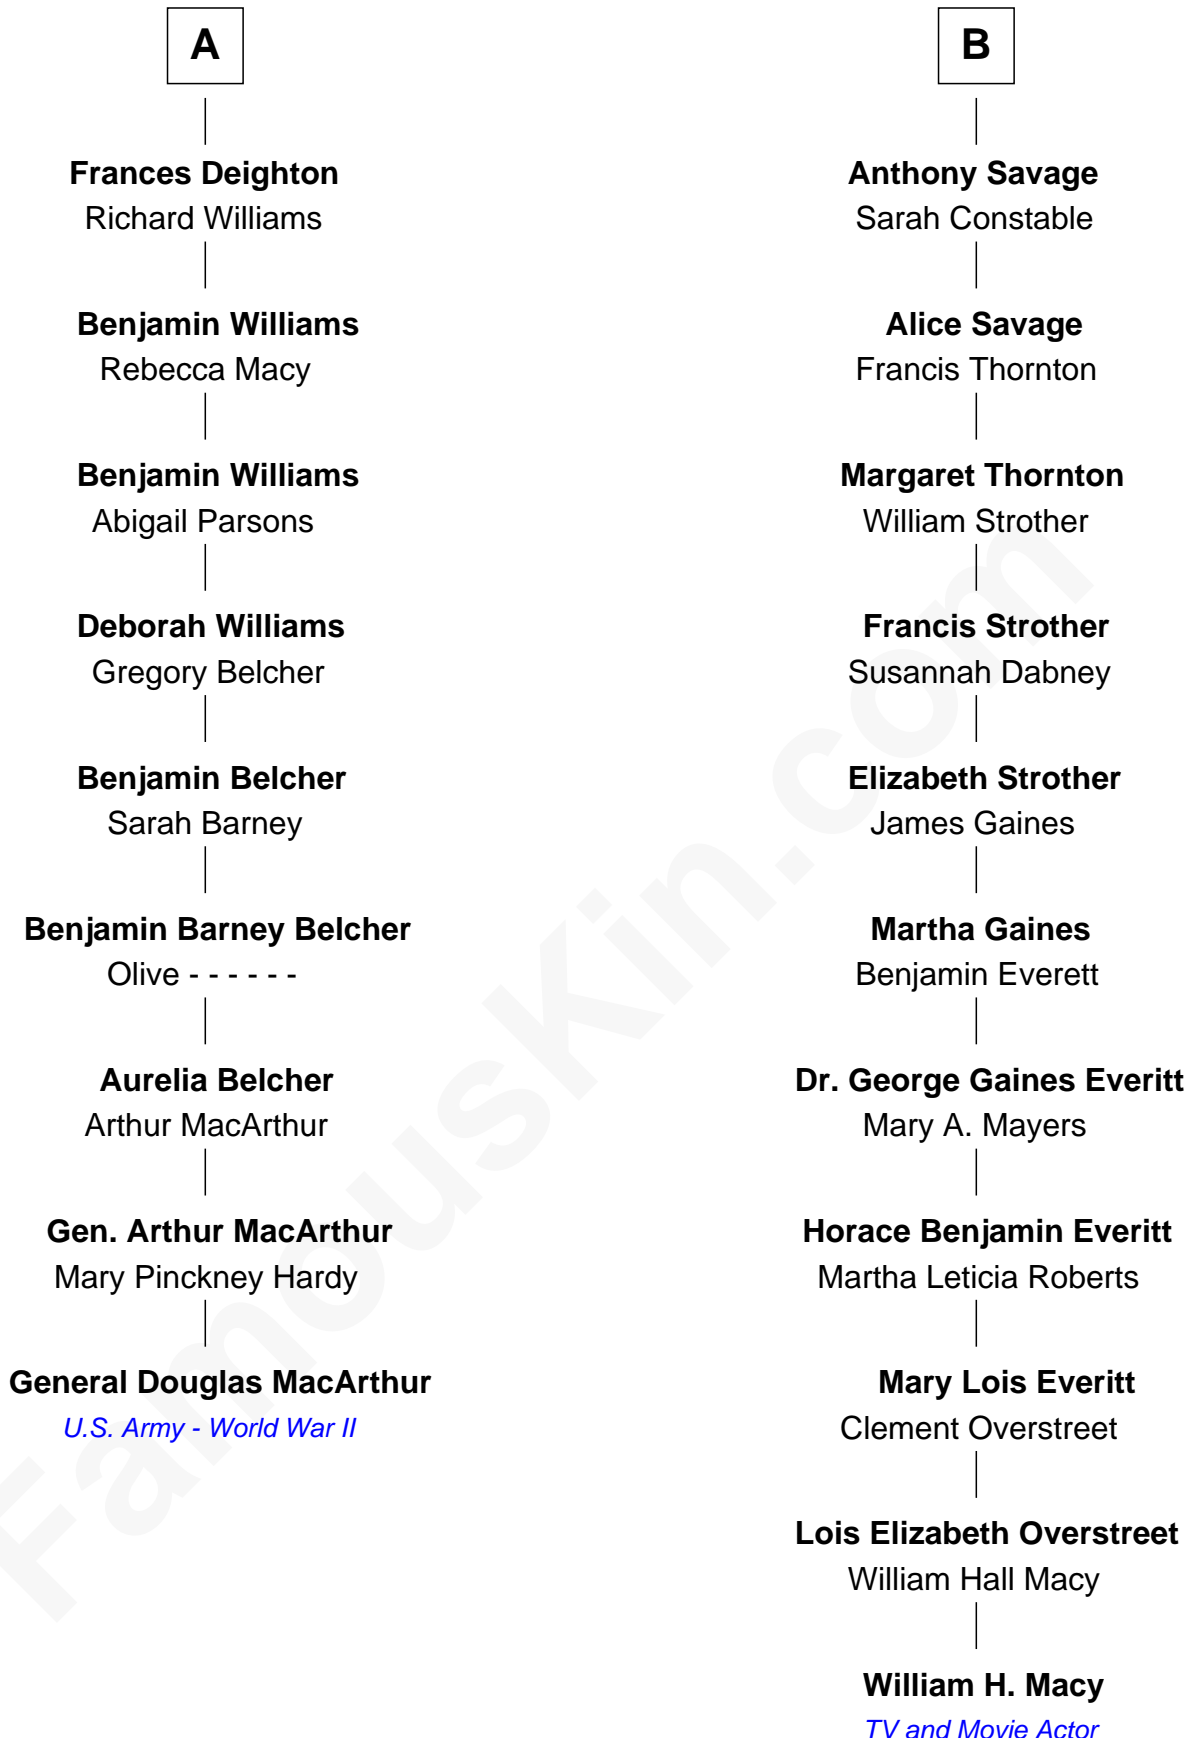 A
Frances Deighton
Richard Williams
Benjamin Williams
Rebecca Macy
Benjamin Williams
Abigail Parsons
Deborah Williams
Gregory Belcher
Benjamin Belcher
Sarah Barney
Benjamin Barney Belcher
Olive - - - - - -
Aurelia Belcher
Arthur MacArthur
Gen. Arthur MacArthur
Mary Pinckney Hardy
General Douglas MacArthur
U.S. Army - World War II
B
Anthony Savage
Sarah Constable
Alice Savage
Francis Thornton
Margaret Thornton
William Strother
Francis Strother
Susannah Dabney
Elizabeth Strother
James Gaines
Martha Gaines
Benjamin Everett
Dr. George Gaines Everitt
Mary A. Mayers
Horace Benjamin Everitt
Martha Leticia Roberts
Mary Lois Everitt
Clement Overstreet
Lois Elizabeth Overstreet
William Hall Macy
William H. Macy
TV and Movie Actor
FamousKin.com